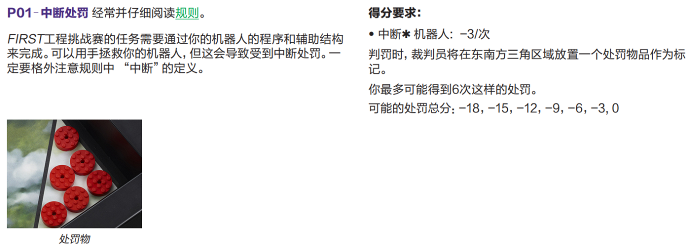 P01-中断处罚 经常并仔细阅读规则。
FIRST工程挑战赛的任务需要通过你的机器人的程序和辅助结构
来完成。可以用手拯救你的机器人,但这会导致受到中断处罚。一
定要格外注意规则中 “中断”的定义。
处罚物
得分要求:
• 中断✱ 机器人: -3/次
判罚时,裁判员将在东南方三角区域放置一个处罚物品作为标
记。
你最多可能得到6次这样的处罚。
可能的处罚总分: -18, -15, -12, -9, -6, -3, 0